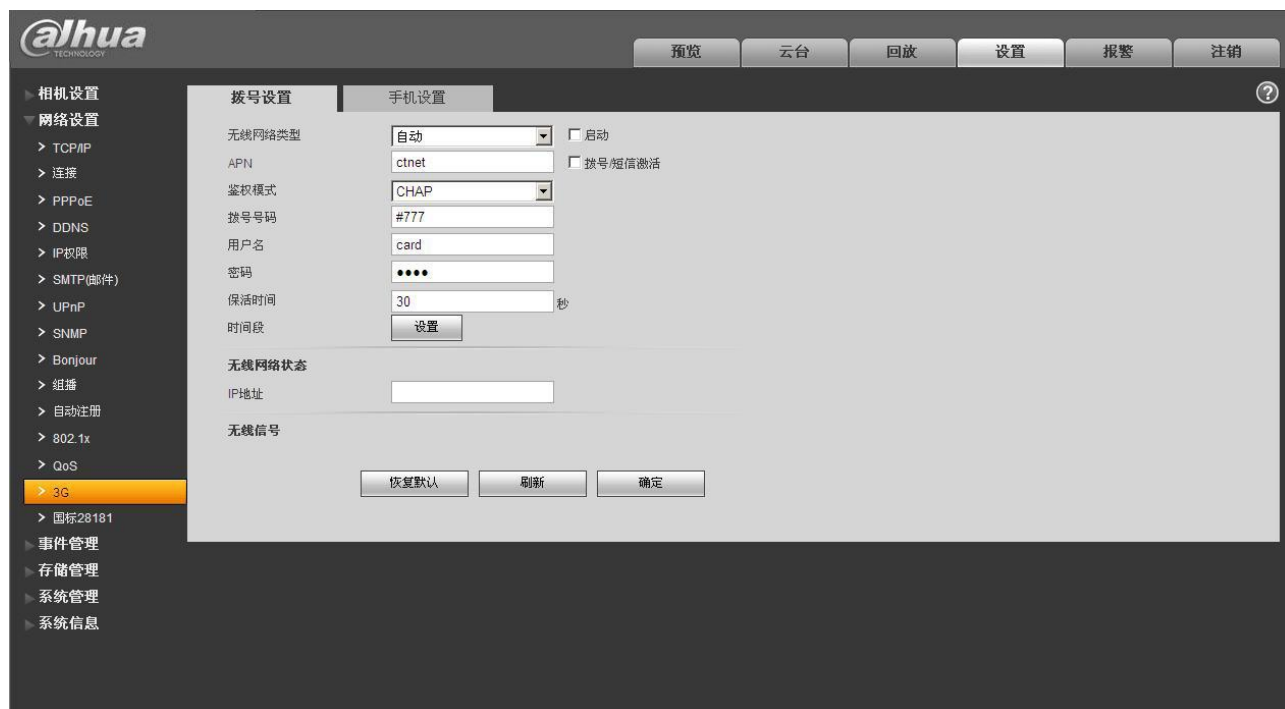 alhua
TECHNOLOGY
预览 云台 回放 设置 报警 注销
相机设置
网络设置
> TCP/IP
> 连接
> PPPoE
> DDNS
> IP权限
> SMTP(邮件)
> UPnP
> SNMP
> Bonjour
> 组播
> 自动注册
> 802.1x
> QoS
> 3G
> 国标28181
事件管理
存储管理
系统管理
系统信息
拨号设置 手机设置 ?
无线网络类型 自动 启动
APN ctnet 拨号/短信激活
鉴权模式 CHAP
拨号号码 #777
用户名 card
密码 ●●●●
保活时间 30 秒
时间段 设置
无线网络状态
IP地址
无线信号
恢复默认 刷新 确定